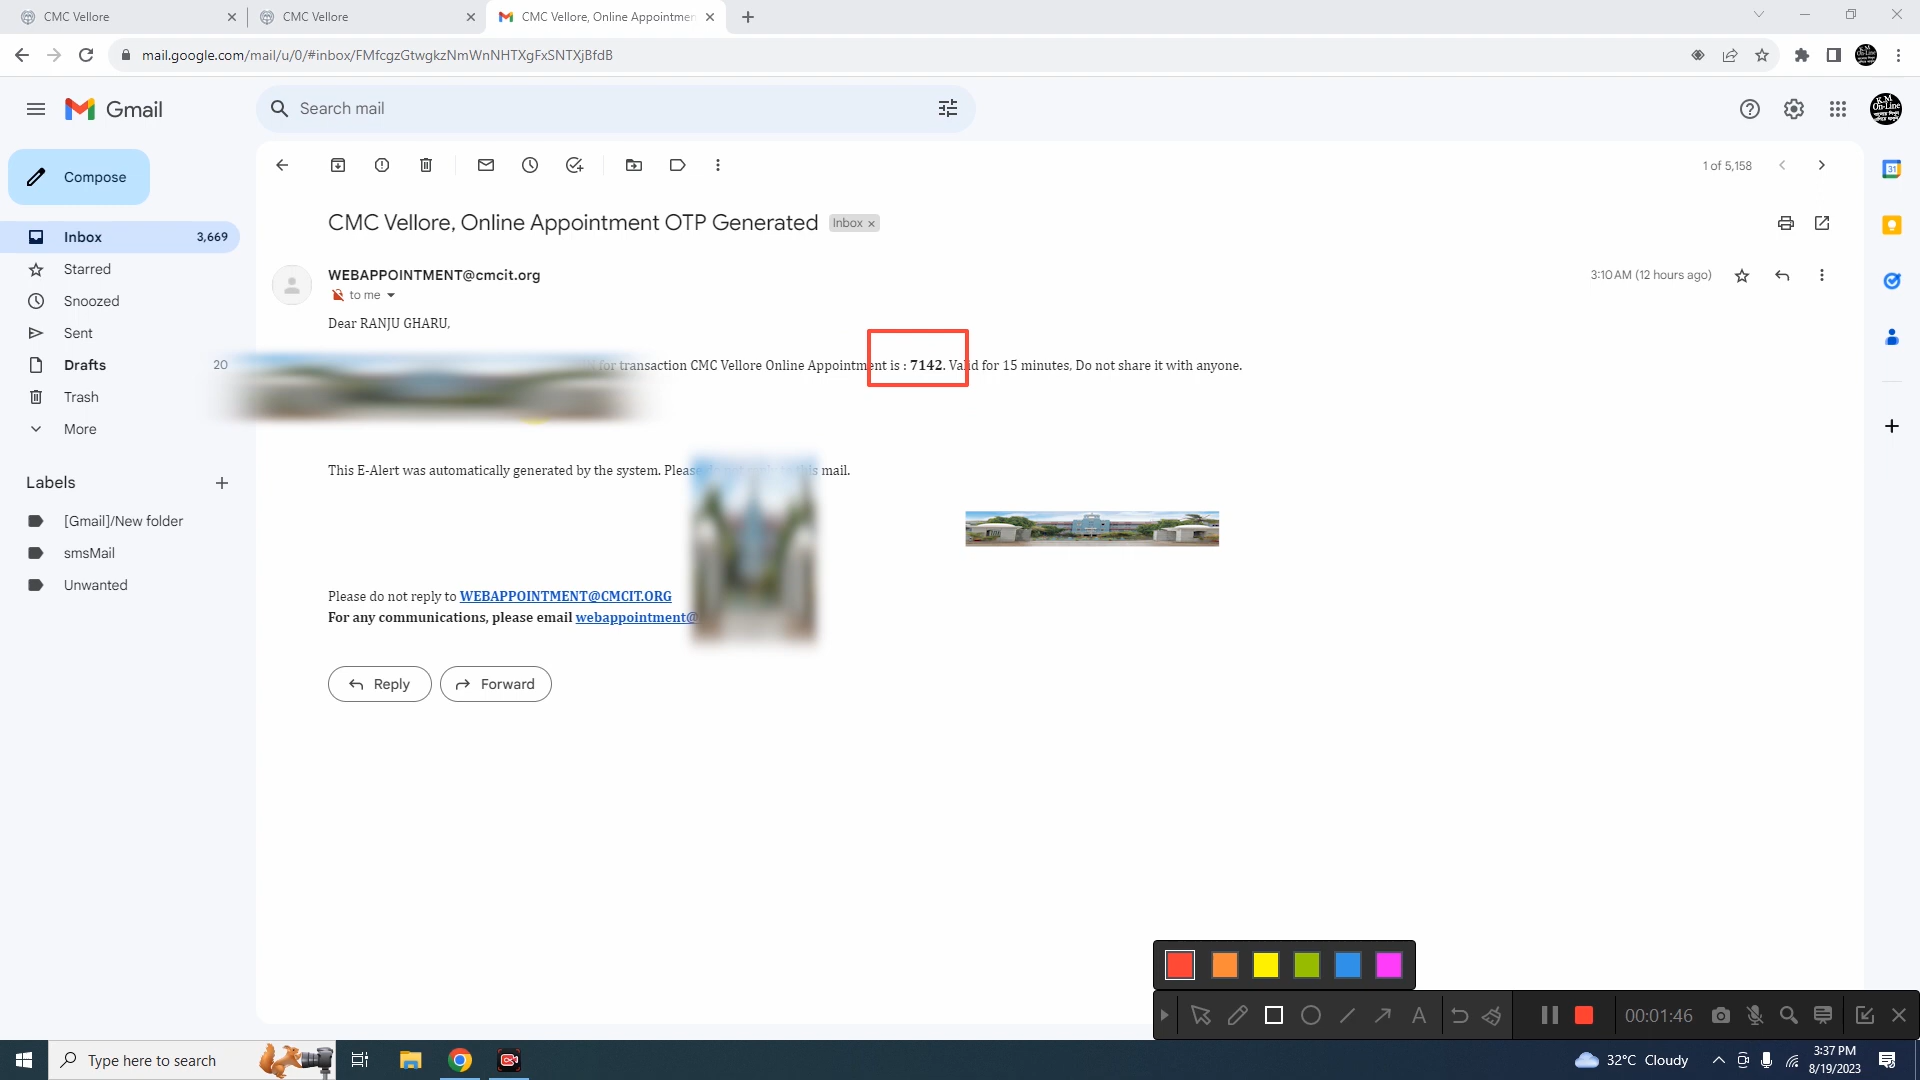 CMC Vellore
CMC Vellore
CMC Vellore, Online Appointmen
mail.google.com/mail/u/0/#inbox/FMfcgzGtwgkzNmWnNHTXgFxSNTXjBfdB
Gmail
Search mail
Compose
1 of 5,158
Inbox 3,669
Starred
Snoozed
Sent
Drafts 20
Trash
More
Labels
[Gmail]/New folder
smsMail
Unwanted
CMC Vellore, Online Appointment OTP Generated Inbox x
WEBAPPOINTMENT@cmcit.org
3:10 AM (12 hours ago)
to me
Dear RANJU GHARU,
for transaction CMC Vellore Online Appointment is : 7142. Valid for 15 minutes, Do not share it with anyone.
This E-Alert was automatically generated by the system. Please do not reply to this mail.
Please do not reply to WEBAPPOINTMENT@CMCIT.ORG
For any communications, please email webappointment@
Reply
Forward
31
A
00:01:46
Type here to search
32°C Cloudy
3:37 PM
8/19/2023